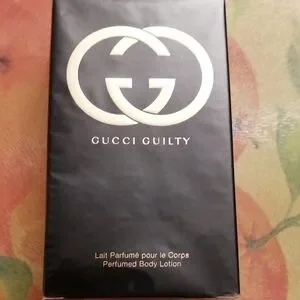 GUCCI GUILTY
Lait Parfumé pour le Corps
Perfumed Body Lotion